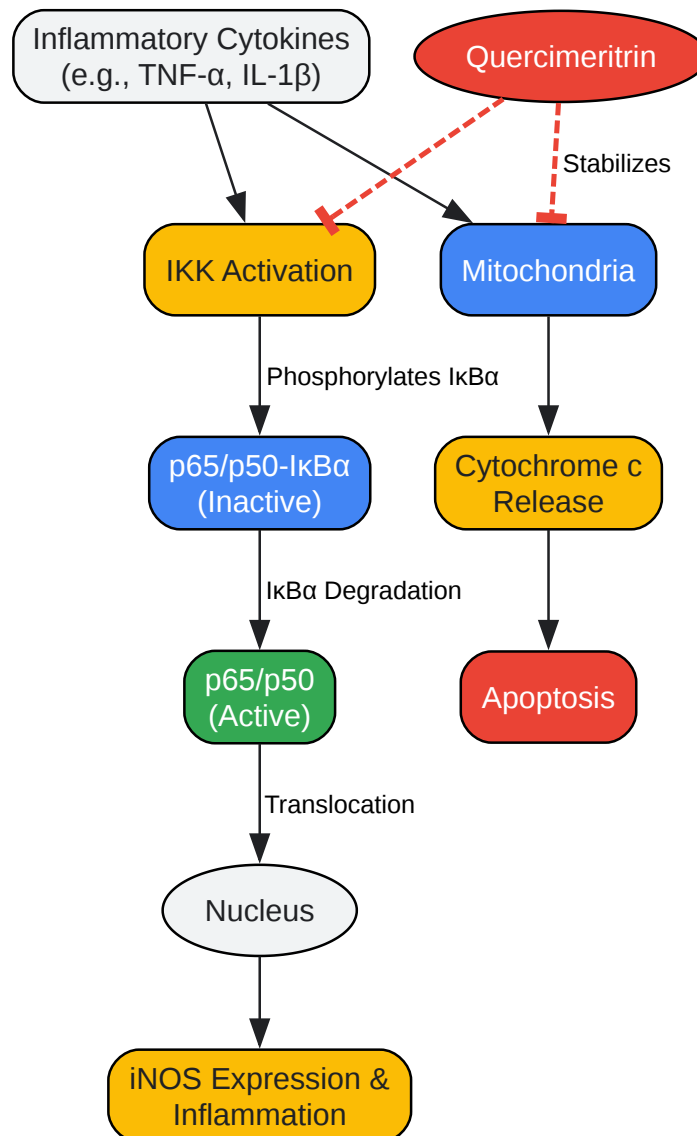 Inflammatory Cytokines
(e.g., TNF-α, IL-1β)
Quercimeritrin
Stabilizes
IKK Activation
Mitochondria
Phosphorylates IκBα
p65/p50-IκBα
(Inactive)
Cytochrome c
Release
IκBα Degradation
p65/p50
(Active)
Apoptosis
Translocation
Nucleus
iNOS Expression &
Inflammation